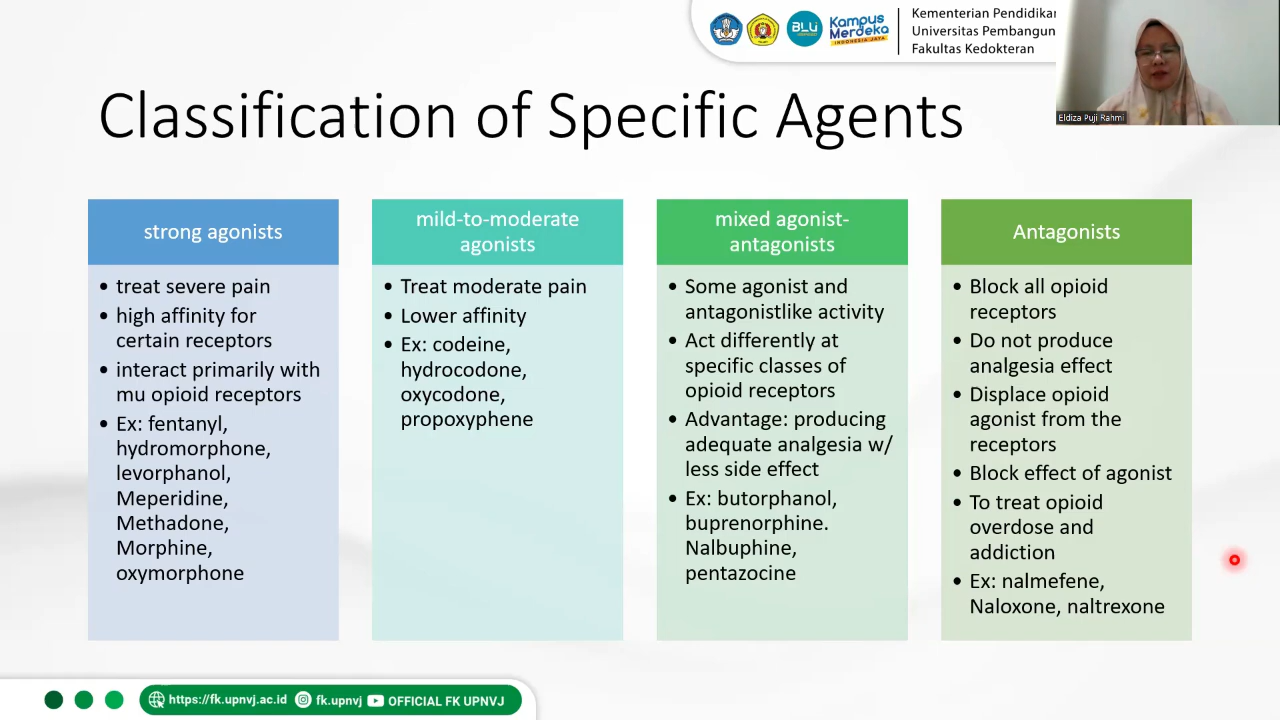 BLU
Kampus
Merdeka
INDONESIA JAYA
Kementerian Pendidikan
Universitas Pembangun
Fakultas Kedokteran
Eldiza Puji Rahmi
Classification of Specific Agents
strong agonists
• treat severe pain
• high affinity for
certain receptors
• interact primarily with
mu opioid receptors
• Ex: fentanyl,
hydromorphone,
levorphanol,
Meperidine,
Methadone,
Morphine,
oxymorphone
mild-to-moderate
agonists
• Treat moderate pain
• Lower affinity
• Ex: codeine,
hydrocodone,
oxycodone,
propoxyphene
mixed agonist-
antagonists
• Some agonist and
antagonistlike activity
• Act differently at
specific classes of
opioid receptors
• Advantage: producing
adequate analgesia w/
less side effect
• Ex: butorphanol,
buprenorphine.
Nalbuphine,
pentazocine
Antagonists
• Block all opioid
receptors
• Do not produce
analgesia effect
• Displace opioid
agonist from the
receptors
• Block effect of agonist
• To treat opioid
overdose and
addiction
• Ex: nalmefene,
Naloxone, naltrexone
https://fk.upnvj.ac.id fk.upnvj OFFICIAL FK UPNVJ